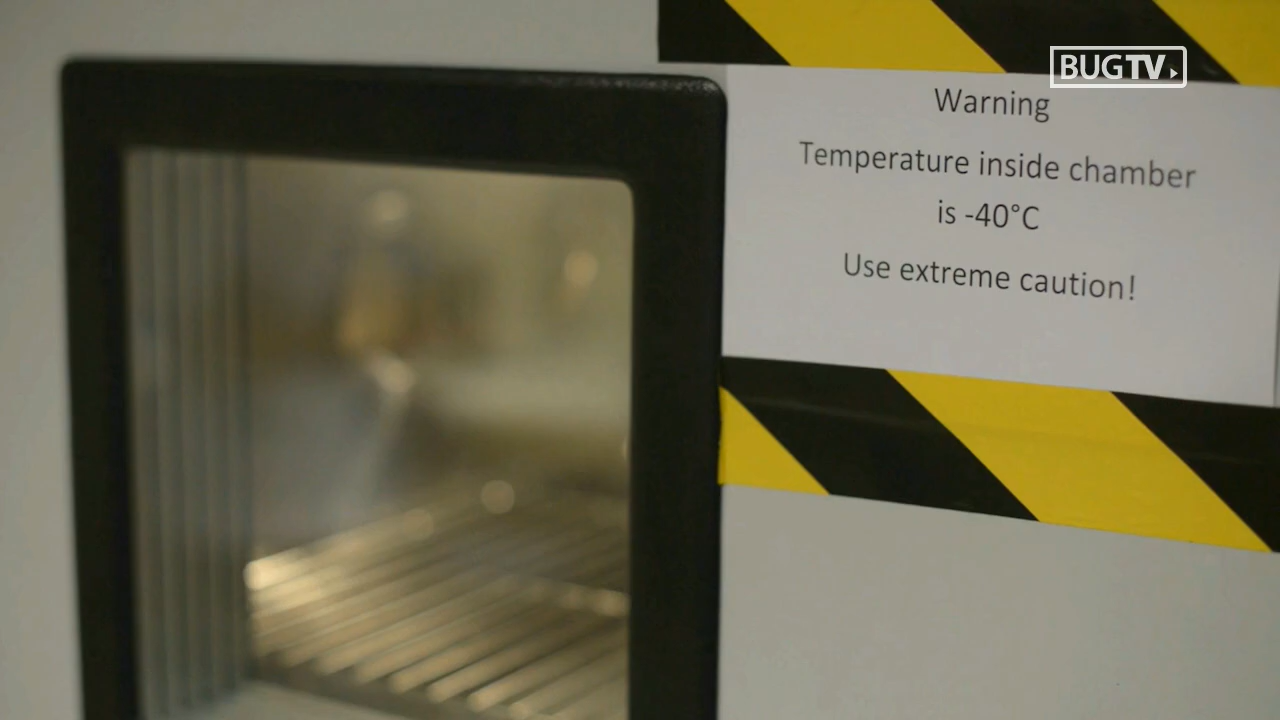 BUGTV
Warning
Temperature inside chamber
is -40°C
Use extreme caution!